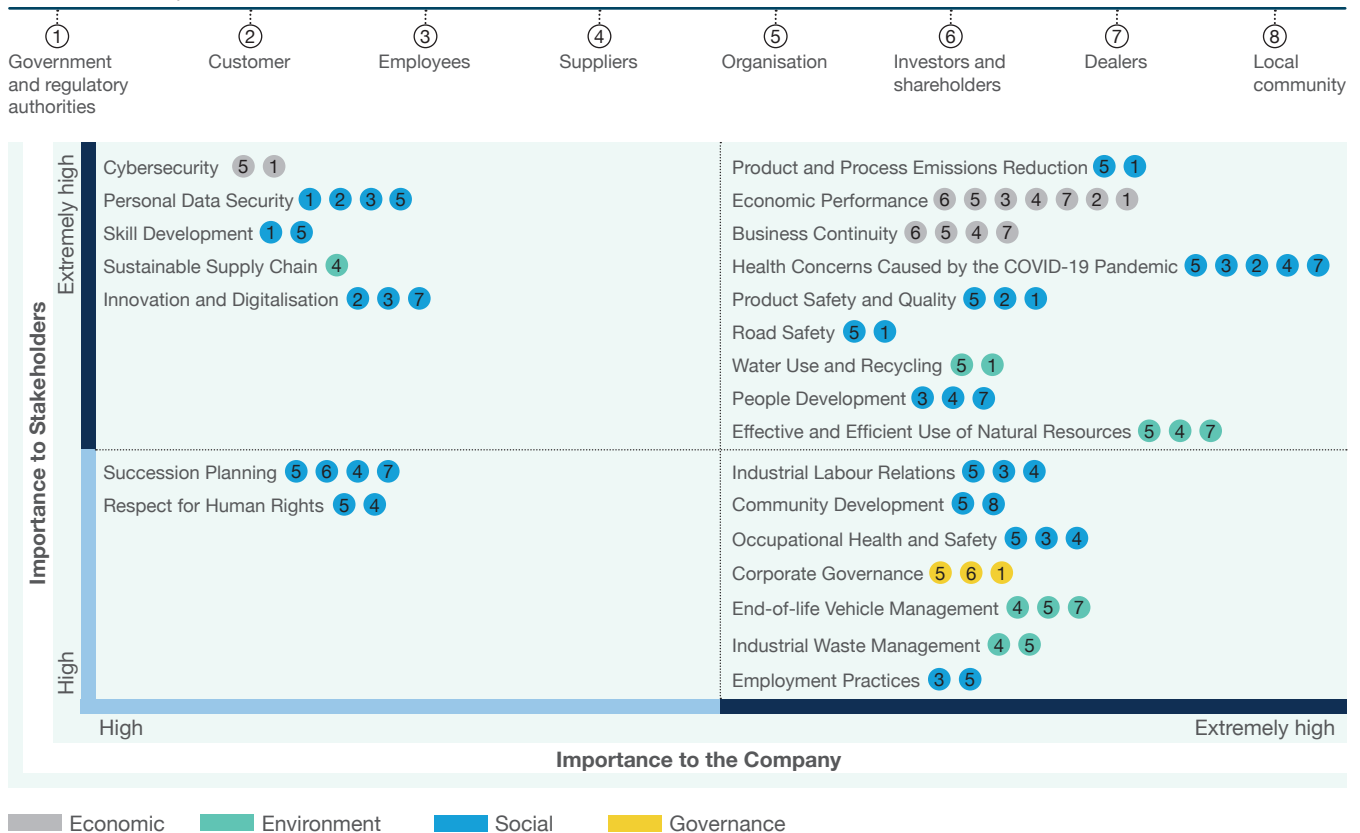 1 2 3 4 5 6 7 8
Government and regulatory authorities
Customer
Employees
Suppliers
Organisation
Investors and shareholders
Dealers
Local community
Importance to Stakeholders
Extremely high
High
Cybersecurity 5 1
Personal Data Security 1 2 3 5
Skill Development 1 5
Sustainable Supply Chain 4
Innovation and Digitalisation 2 3 7
Product and Process Emissions Reduction 5 1
Economic Performance 6 5 3 4 7 2 1
Business Continuity 6 5 4 7
Health Concerns Caused by the COVID-19 Pandemic 5 3 2 4 7
Product Safety and Quality 5 2 1
Road Safety 5 1
Water Use and Recycling 5 1
People Development 3 4 7
Effective and Efficient Use of Natural Resources 5 4 7
Succession Planning 5 6 4 7
Respect for Human Rights 5 4
Industrial Labour Relations 5 3 4
Community Development 5 8
Occupational Health and Safety 5 3 4
Corporate Governance 5 6 1
End-of-life Vehicle Management 4 5 7
Industrial Waste Management 4 5
Employment Practices 3 5
High
Extremely high
Importance to the Company
Economic
Environment
Social
Governance